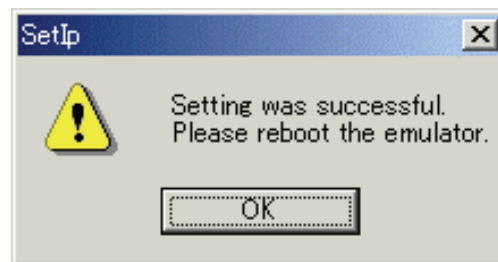 SetIp
Setting was successful.
Please reboot the emulator.
OK